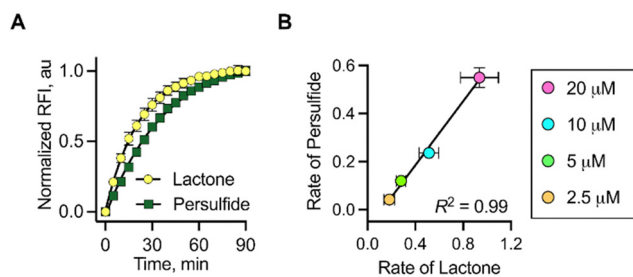 A
Normalized RFI, au
1.0
0.5
0.0
Lactone
Persulfide
0 30 60 90
Time, min
B
Rate of Persulfide
0.6
0.4
0.2
0.0
R² = 0.99
0.0 0.4 0.8 1.2
Rate of Lactone
20 μM
10 μM
5 μM
2.5 μM